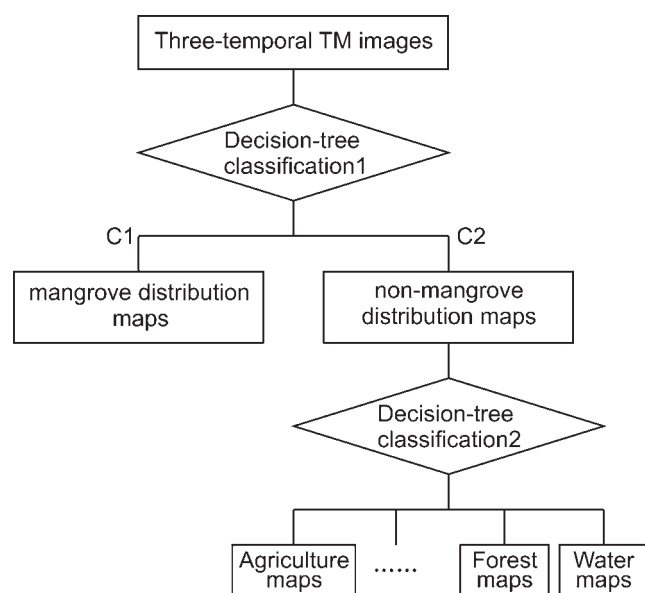 Three-temporal TM images
Decision-tree
classification1
C1
C2
mangrove distribution
maps
non-mangrove
distribution maps
Decision-tree
classification2
Agriculture
maps
......
Forest
maps
Water
maps